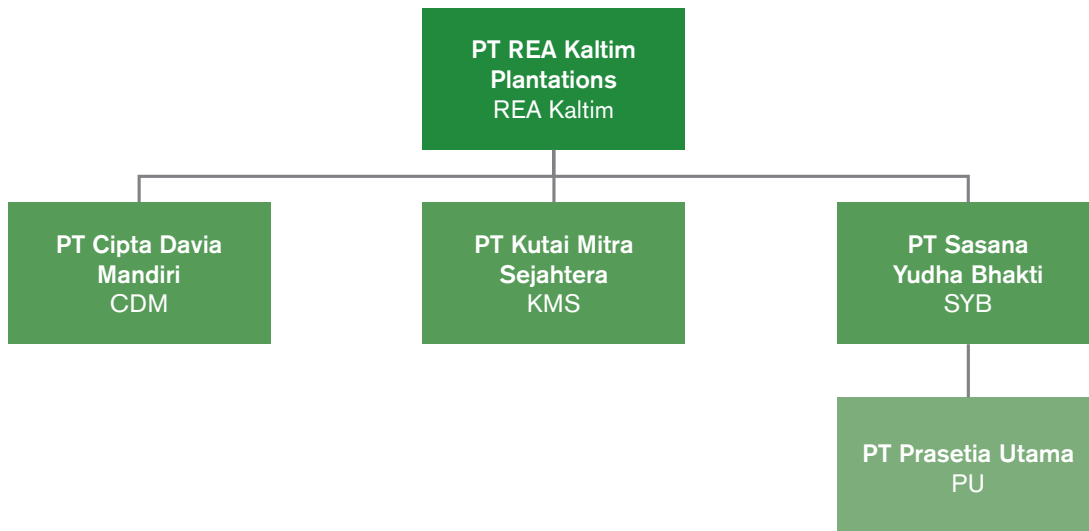 PT REA Kaltim
Plantations
REA Kaltim
PT Cipta Davia
Mandiri
CDM
PT Kutai Mitra
Sejahtera
KMS
PT Sasana
Yudha Bhakti
SYB
PT Prasetia Utama
PU